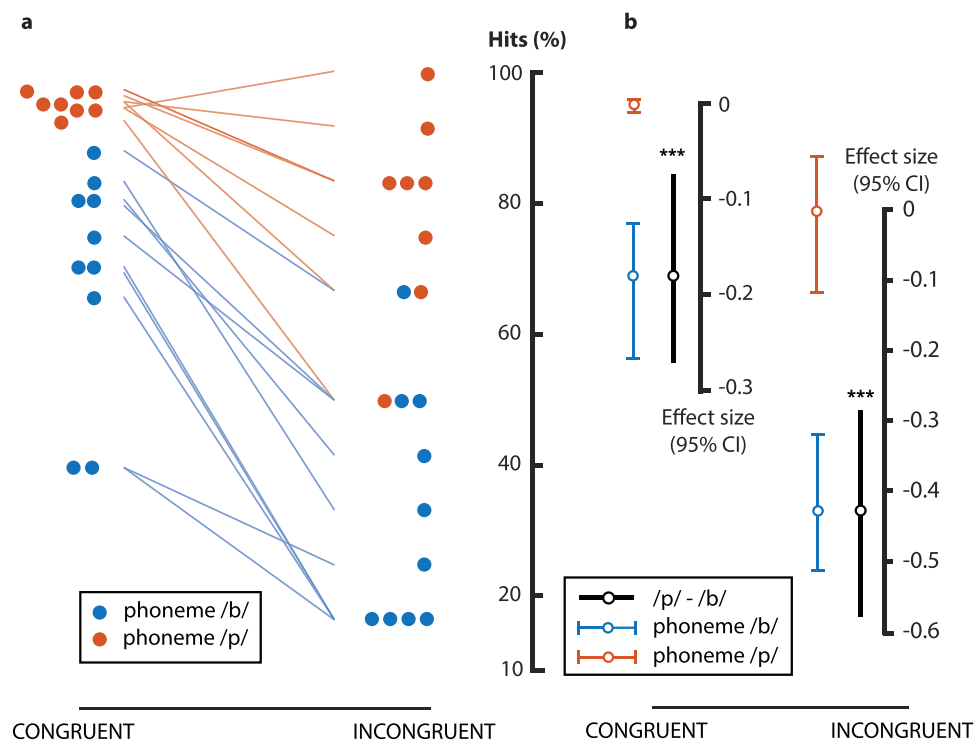 a
Hits (%)
b
100
80
60
40
20
10
phoneme /b/
phoneme /p/
CONGRUENT
INCONGRUENT
***
0
-0.1
-0.2
-0.3
Effect size
(95% CI)
Effect size
(95% CI)
***
0
-0.1
-0.2
-0.3
-0.4
-0.5
-0.6
/p/ - /b/
phoneme /b/
phoneme /p/
CONGRUENT
INCONGRUENT